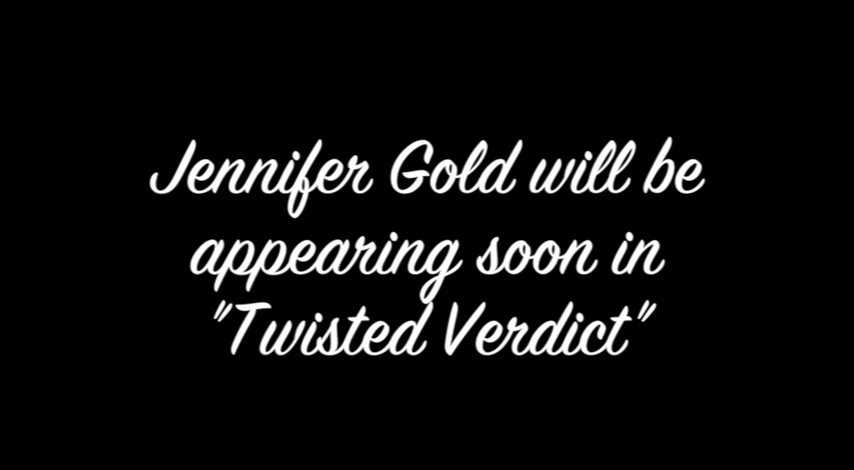 Jennifer Gold will be
appearing soon in
"Twisted Verdict"